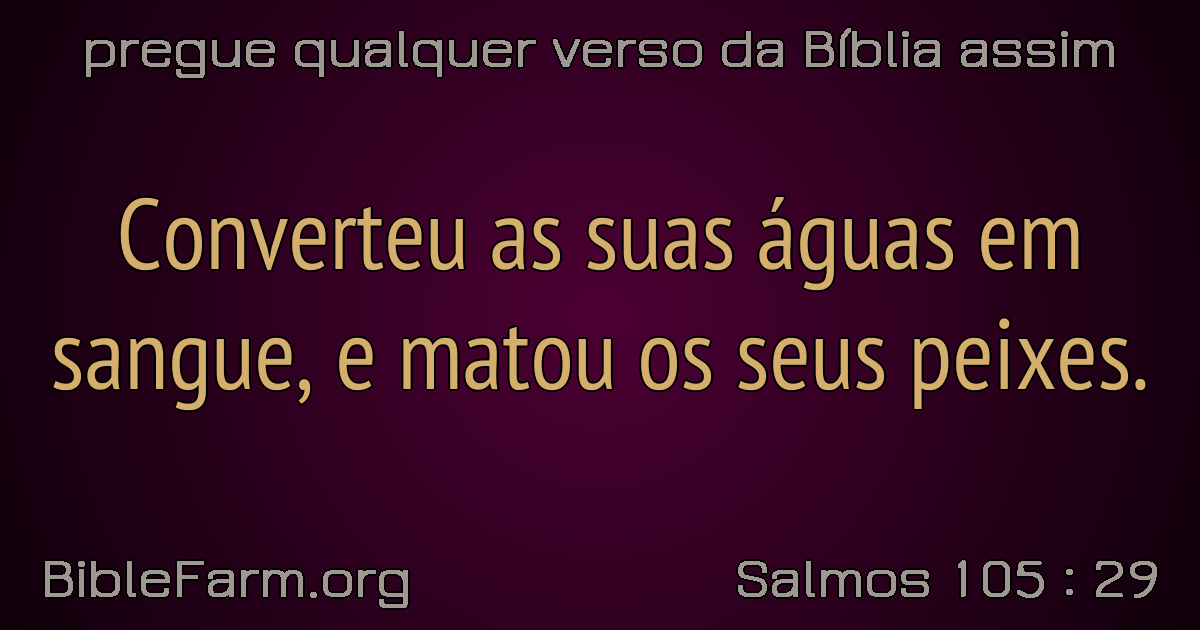 pregue qualquer verso da Bíblia assim
Converteu as suas águas em
sangue, e matou os seus peixes.
BibleFarm.org
Salmos 105 : 29